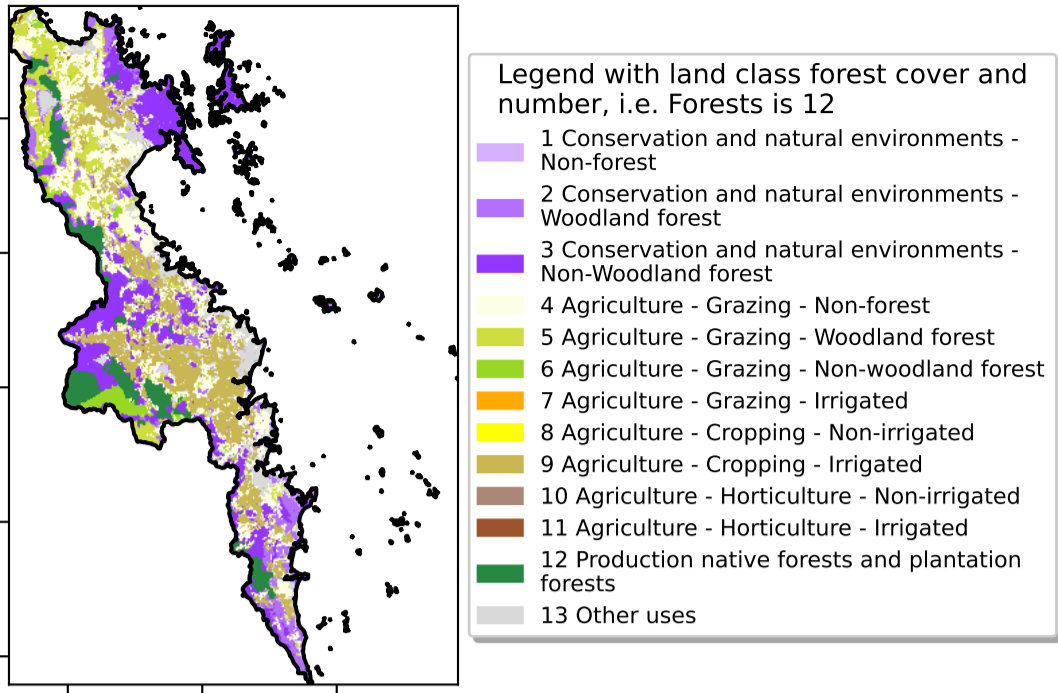 Legend with land class forest cover and
number, i.e. Forests is 12
1 Conservation and natural environments -
Non-forest
2 Conservation and natural environments -
Woodland forest
3 Conservation and natural environments -
Non-Woodland forest
4 Agriculture - Grazing - Non-forest
5 Agriculture - Grazing - Woodland forest
6 Agriculture - Grazing - Non-woodland forest
7 Agriculture - Grazing - Irrigated
8 Agriculture - Cropping - Non-irrigated
9 Agriculture - Cropping - Irrigated
10 Agriculture - Horticulture - Non-irrigated
11 Agriculture - Horticulture - Irrigated
12 Production native forests and plantation
forests
13 Other uses